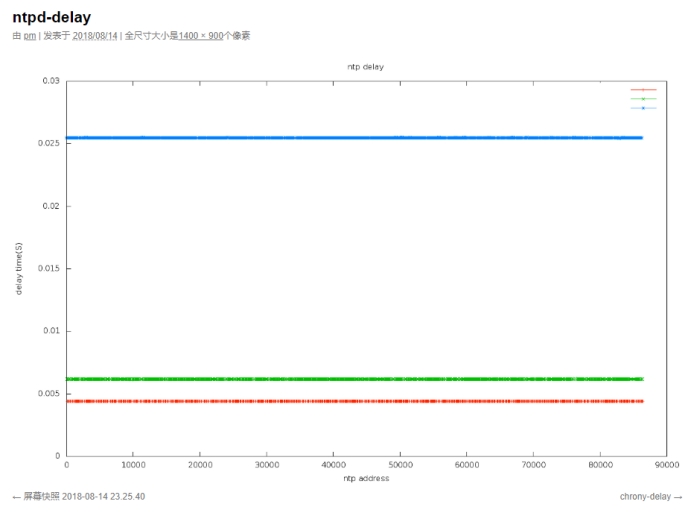 ntpd-delay
由 pm | 发表于 2018/08/14 | 全尺寸大小是1400 × 900个像素
ntp delay
0.03
0.025
0.02
0.015
0.01
0.005
0
delay time(S)
0 10000 20000 30000 40000 50000 60000 70000 80000 90000
ntp address
← 屏幕快照 2018-08-14 23.25.40 chrony-delay →